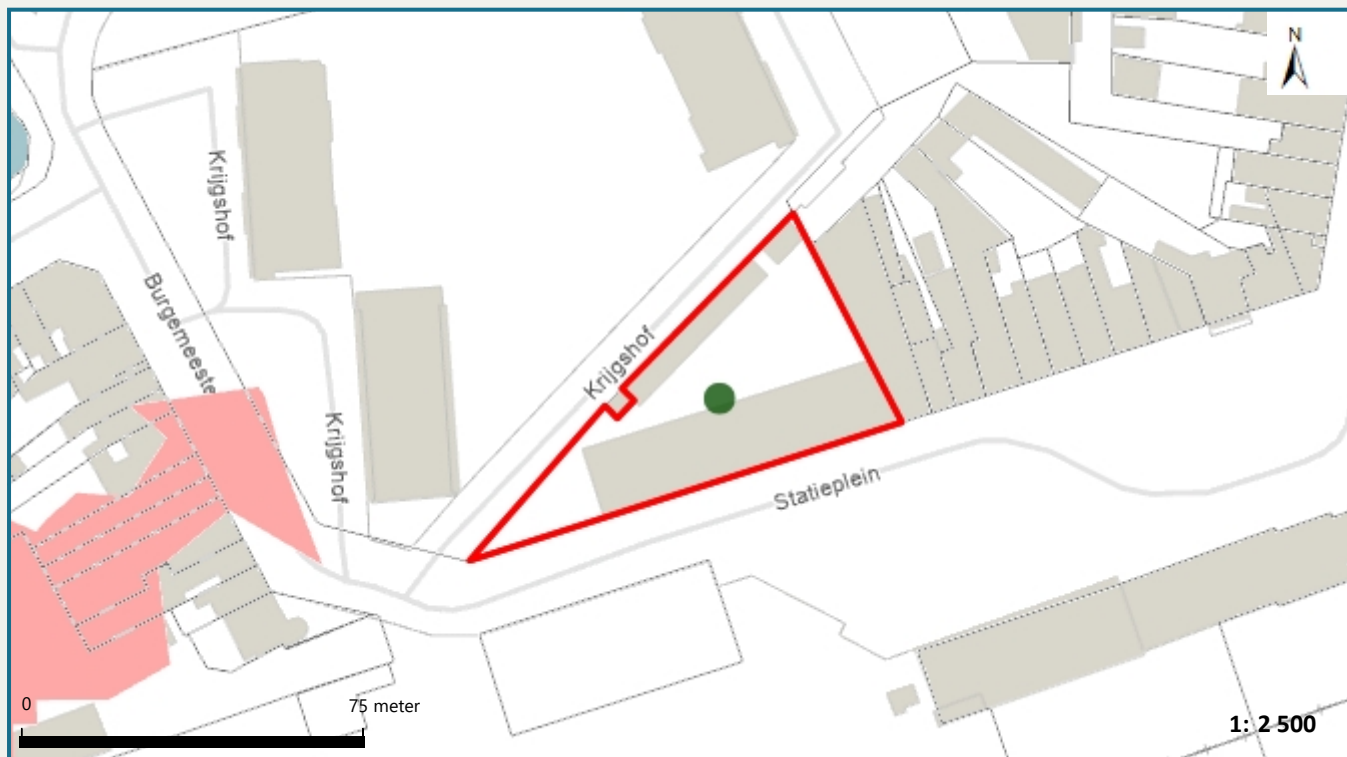 N
Krijgshof
Burgemeeste
Krijgshof
Krijgshof
Statieplein
0
75 meter
1: 2 500